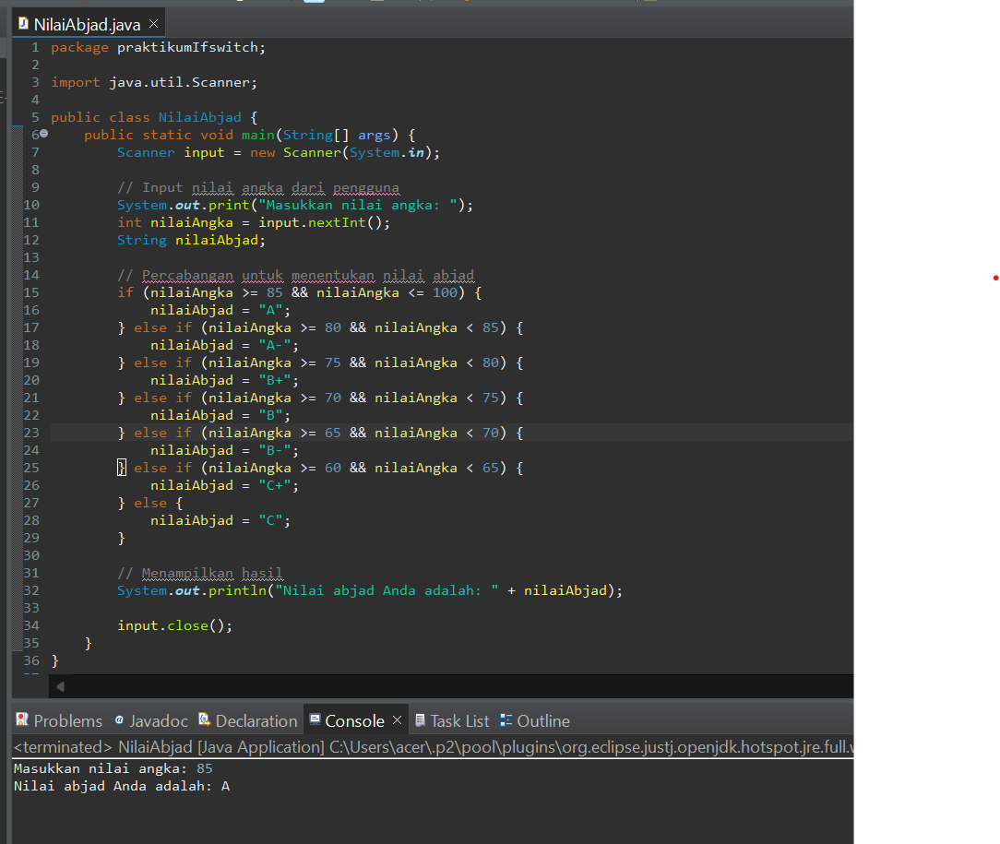 NilaiAbjad.java
1 package praktikumIfswitch;
2
3 import java.util.Scanner;
4
5 public class NilaiAbjad {
6 public static void main(String[] args) {
7 Scanner input = new Scanner(System.in);
8
9 // Input nilai angka dari pengguna
10 System.out.print("Masukkan nilai angka: ");
11 int nilaiAngka = input.nextInt();
12 String nilaiAbjad;
13
14 // Percabangan untuk menentukan nilai abjad
15 if (nilaiAngka >= 85 && nilaiAngka <= 100) {
16 nilaiAbjad = "A";
17 } else if (nilaiAngka >= 80 && nilaiAngka < 85) {
18 nilaiAbjad = "A-";
19 } else if (nilaiAngka >= 75 && nilaiAngka < 80) {
20 nilaiAbjad = "B+";
21 } else if (nilaiAngka >= 70 && nilaiAngka < 75) {
22 nilaiAbjad = "B";
23 } else if (nilaiAngka >= 65 && nilaiAngka < 70) {
24 nilaiAbjad = "B-";
25 } else if (nilaiAngka >= 60 && nilaiAngka < 65) {
26 nilaiAbjad = "C+";
27 } else {
28 nilaiAbjad = "C";
29 }
30
31 // Menampilkan hasil
32 System.out.println("Nilai abjad Anda adalah: " + nilaiAbjad);
33
34 input.close();
35 }
36 }
Problems Javadoc Declaration Console Task List Outline
<terminated> NilaiAbjad [Java Application] C:\Users\acer\.p2\pool\plugins\org.eclipse.justj.openjdk.hotspot.jre.full.
Masukkan nilai angka: 85
Nilai abjad Anda adalah: A